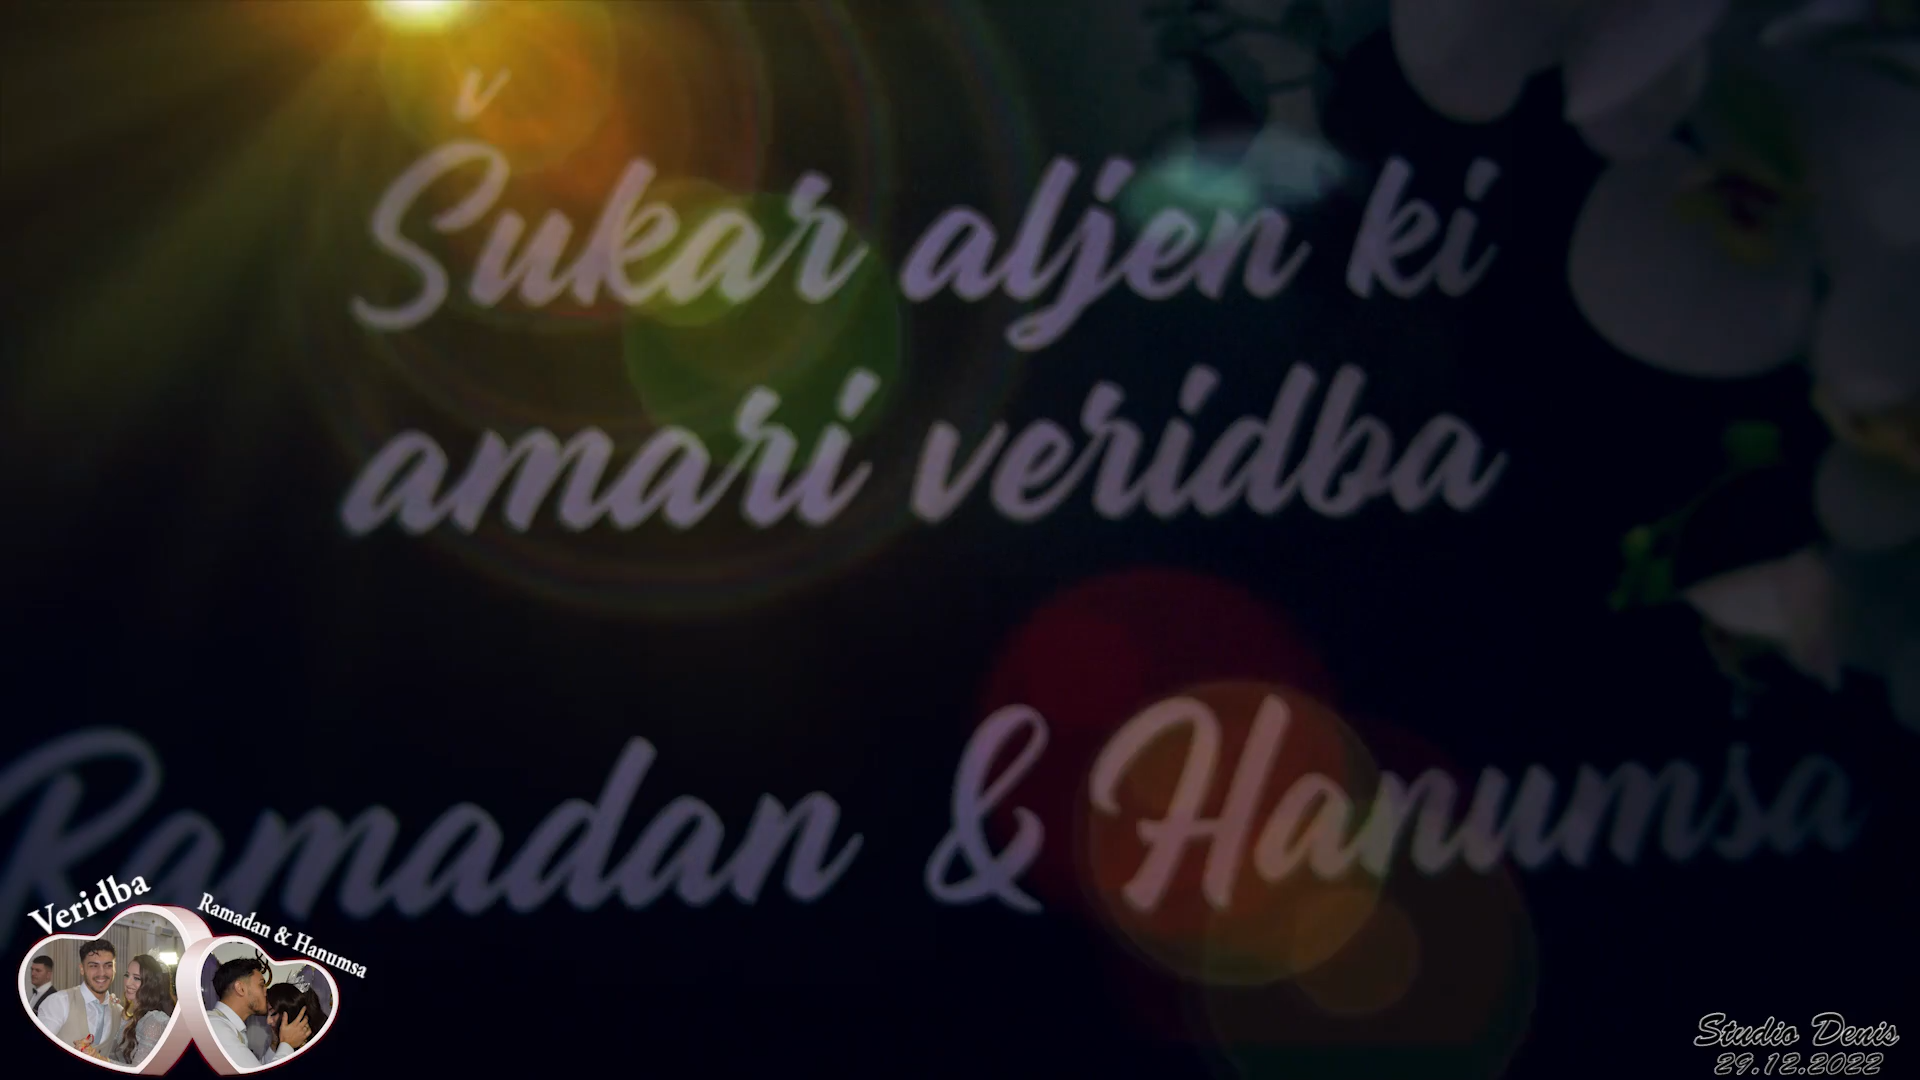 Šukar aljen ki
amari veridba
Ramadan & Hanumsa
Veridba
Ramadan & Hanumsa
Studio Denis
29.12.2022